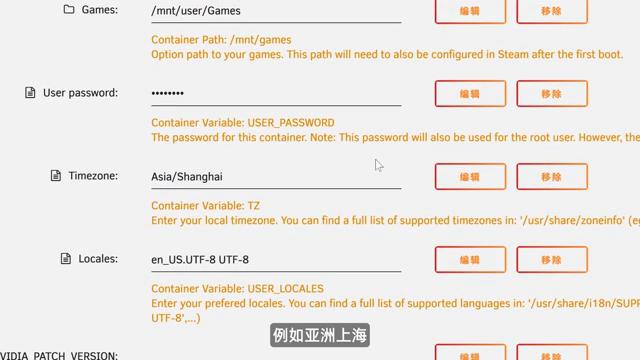 Games:
/mnt/user/Games
编辑
移除
Container Path: /mnt/games
Option path to your games. This path will need to also be configured in Steam after the first boot.
User password:
••••••••
编辑
移除
Container Variable: USER_PASSWORD
The password for this container. Note: This password will also be used for the root user. However, the
Timezone:
Asia/Shanghai
编辑
移除
Container Variable: TZ
Enter your local timezone. You can find a full list of supported timezones in: '/usr/share/zoneinfo' (eg
Locales:
en_US.UTF-8 UTF-8
编辑
移除
Container Variable: USER_LOCALES
Enter your prefered locales. You can find a full list of supported languages in: '/usr/share/i18n/SUPP
UTF-8',...)
例如亚洲上海
VIDIA_PATCH_VERSION:
编辑
移除